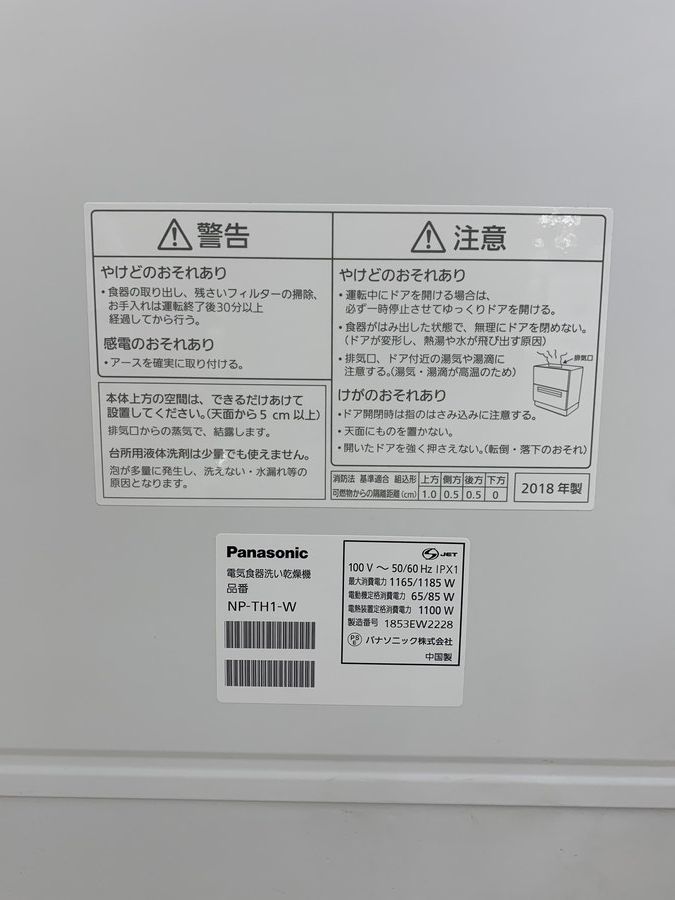 警告
やけどのおそれあり
・食器の取り出し、残さいフィルターの掃除、
お手入れは運転終了後30分以上
経過してから行う。
感電のおそれあり
・アースを確実に取り付ける。
本体上方の空間は、できるだけあけて
設置してください。(天面から5 cm 以上)
排気口からの蒸気で、結露します。
台所用液体洗剤は少量でも使えません。
泡が多量に発生し、洗えない・水漏れ等の
原因となります。
注意
やけどのおそれあり
・運転中にドアを開ける場合は、
必ず一時停止させてゆっくりドアを開ける。
・食器がはみ出した状態で、無理にドアを閉めない。
(ドアが変形し、熱湯や水が飛び出す原因)
・排気口、ドア付近の湯気や湯滴に
注意する。(湯気・湯滴が高温のため)
排気口
けがのおそれあり
・ドア開閉時は指のはさみ込みに注意する。
・天面にものを置かない。
・開いたドアを強く押さえない。(転倒・落下のおそれ)
消防法 基準適合 組込形 上方 側方 後方 下方
可燃物からの隔離距離(cm) 1.0 0.5 0.5 0
2018 年製
Panasonic
電気食器洗い乾燥機
品番
NP-TH1-W
S JET
100 V ～ 50/60 Hz IPX1
最大消費電力 1165/1185 W
電動機定格消費電力 65/85 W
電熱装置定格消費電力 1100 W
製造番号 1853EW2228
PS E パナソニック株式会社
中国製